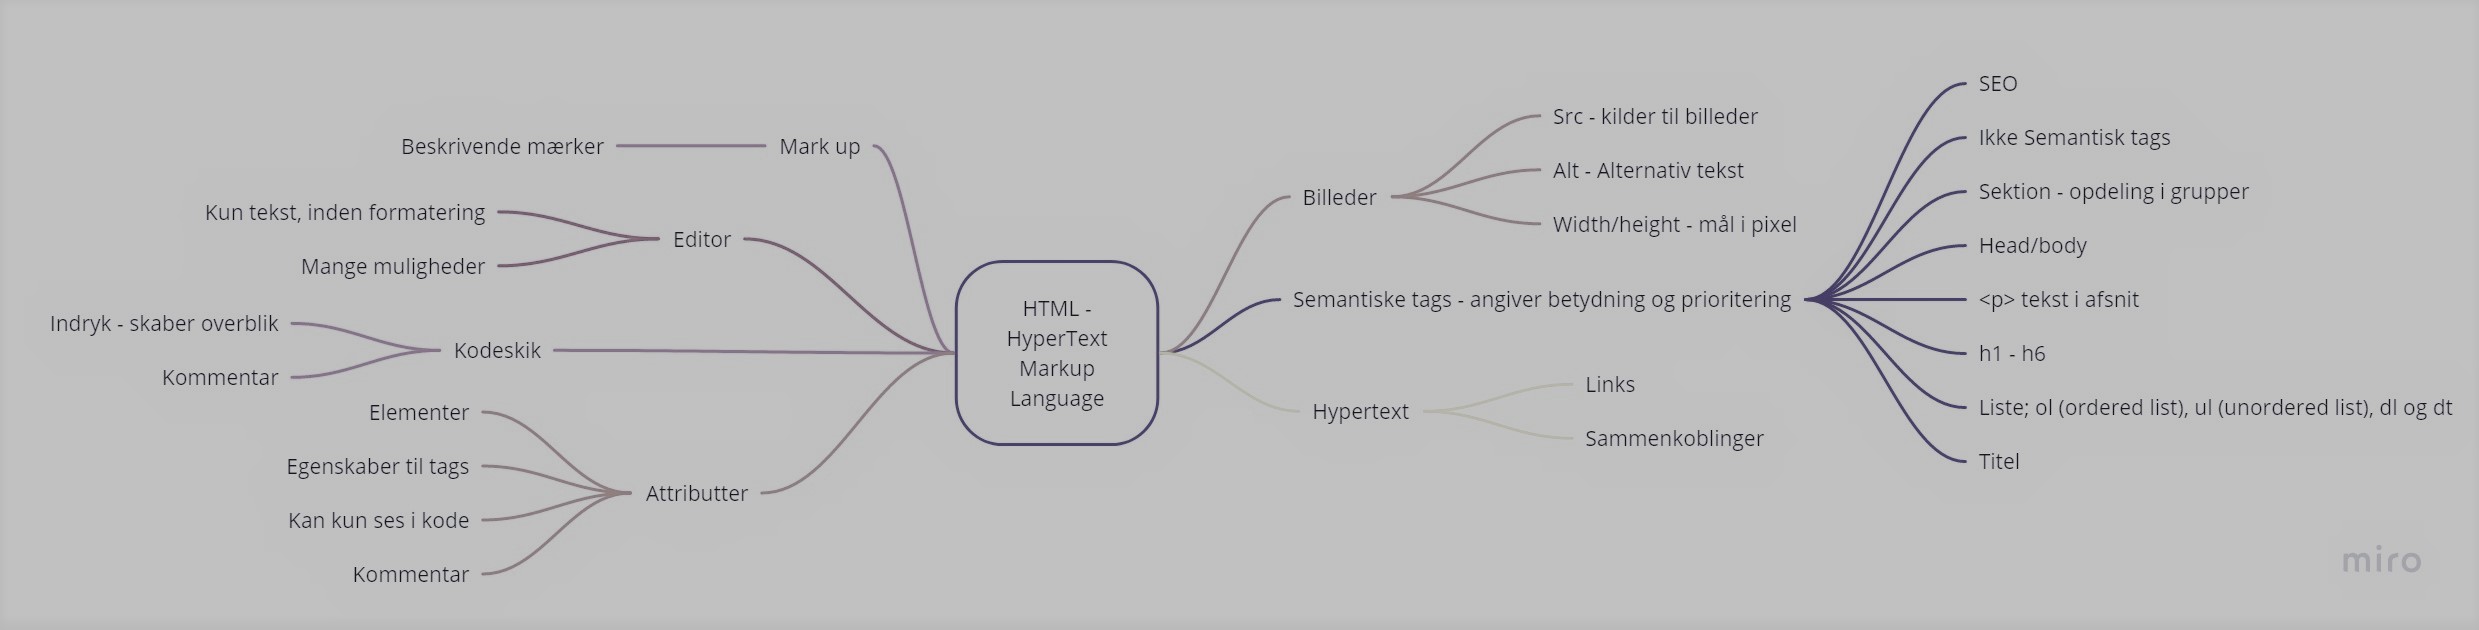 HTML -
HyperText
Markup
Language
Mark up
Beskrivende mærker
Editor
Kun tekst, inden formatering
Mange muligheder
Kodeskik
Indryk - skaber overblik
Kommentar
Attributter
Elementer
Egenskaber til tags
Kan kun ses i kode
Kommentar
Billeder
Src - kilder til billeder
Alt - Alternativ tekst
Width/height - mål i pixel
Semantiske tags - angiver betydning og prioritering
SEO
Ikke Semantisk tags
Sektion - opdeling i grupper
Head/body
<p> tekst i afsnit
h1 - h6
Liste; ol (ordered list), ul (unordered list), dl og dt
Titel
Hypertext
Links
Sammenkoblinger
miro